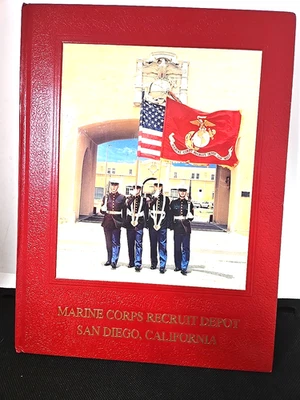 MARINE CORPS RECRUIT DEPOT
SAN DIEGO, CALIFORNIA